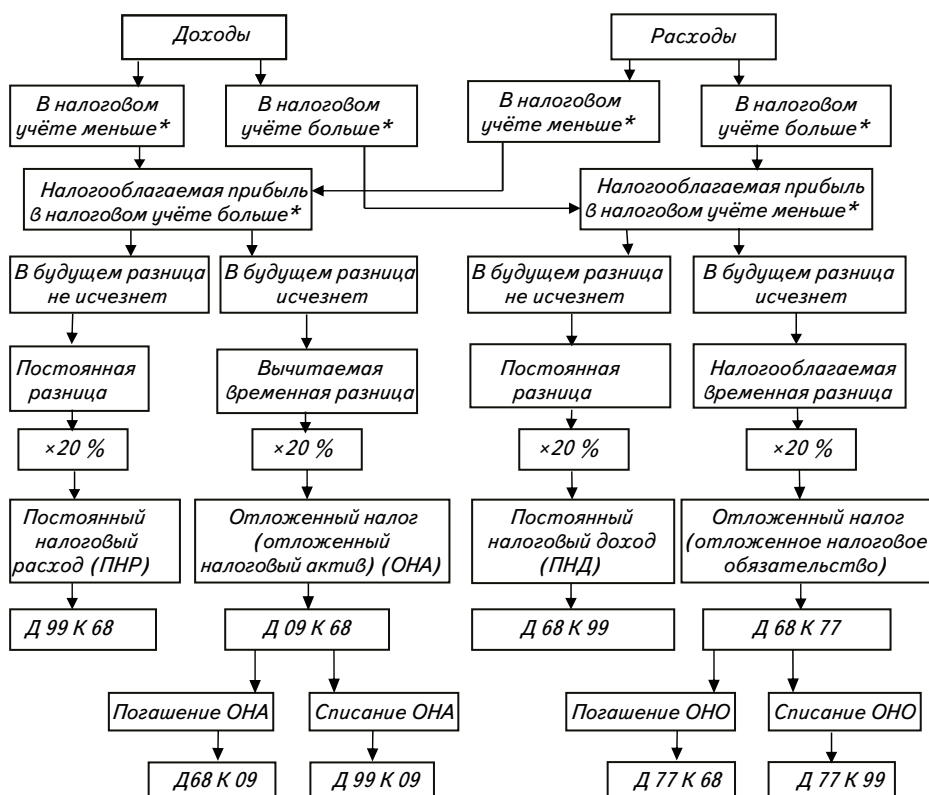 Доходы
Расходы
В налоговом
учёте меньше*
В налоговом
учёте больше*
В налоговом
учёте меньше*
В налоговом
учёте больше*
Налогооблагаемая прибыль
в налоговом учёте больше*
Налогооблагаемая прибыль
в налоговом учёте меньше*
В будущем разница
не исчезнет
В будущем разница
исчезнет
В будущем разница
не исчезнет
В будущем разница
исчезнет
Постоянная
разница
Вычитаемая
временная разница
Постоянная
разница
Налогооблагаемая
временная разница
×20 %
×20 %
×20 %
×20 %
Постоянный
налоговый
расход (ПНР)
Отложенный налог
(отложенный
налоговый актив) (ОНА)
Постоянный
налоговый доход
(ПНД)
Отложенный налог
(отложенное налоговое
обязательство)
Д 99 К 68
Д 09 К 68
Д 68 К 99
Д 68 К 77
Погашение ОНА
Списание ОНА
Погашение ОНО
Списание ОНО
Д68 К 09
Д 99 К 09
Д 77 К 68
Д 77 К 99